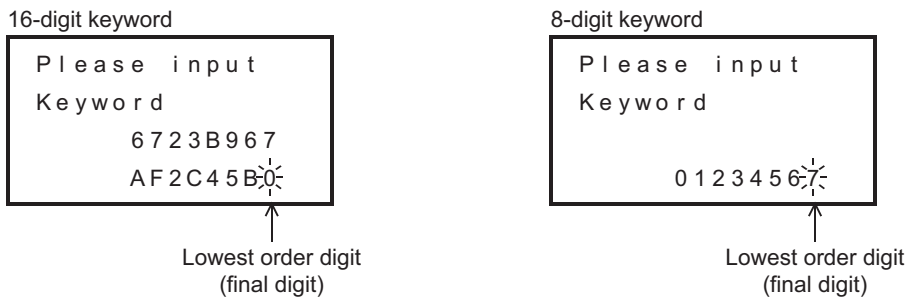 16-digit keyword
Please input
Keyword
6723B967
AF2C45B0
Lowest order digit
(final digit)
8-digit keyword
Please input
Keyword
01234567
Lowest order digit
(final digit)